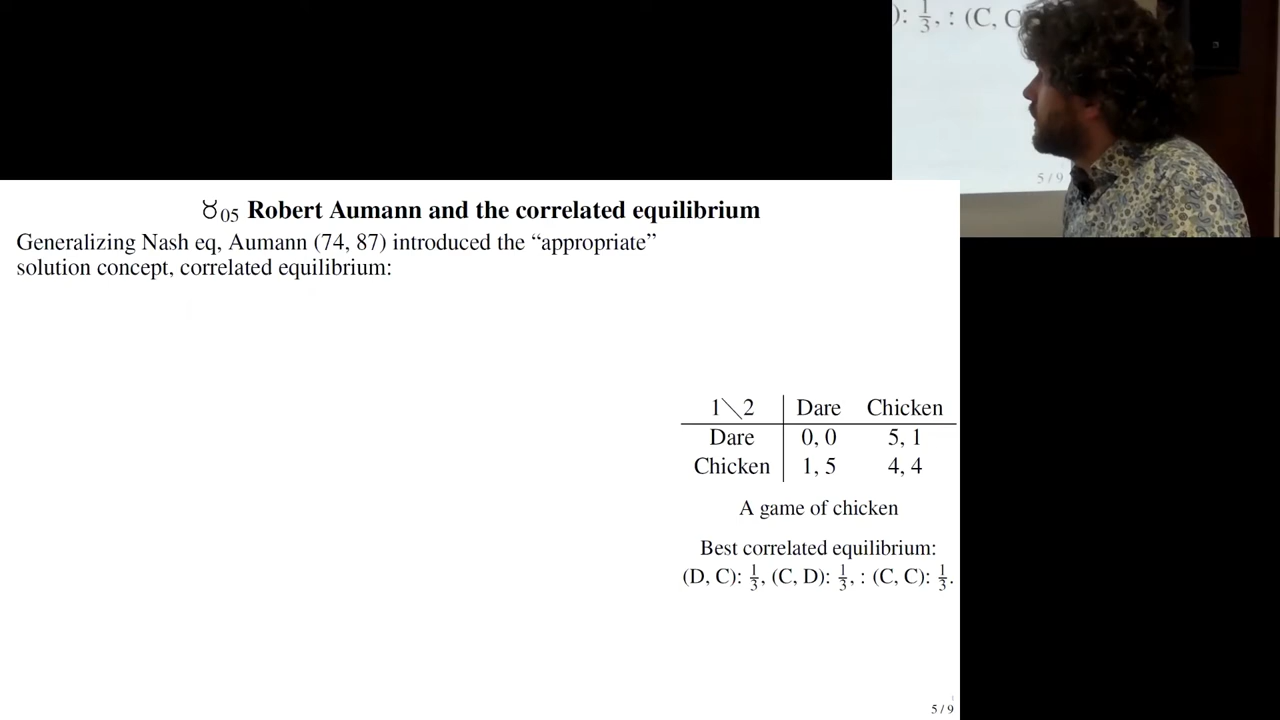 ): 1/3, : (C, C
5 / 9
♉05 Robert Aumann and the correlated equilibrium
Generalizing Nash eq, Aumann (74, 87) introduced the “appropriate”
solution concept, correlated equilibrium:
1\2 Dare Chicken
Dare 0, 0 5, 1
Chicken 1, 5 4, 4
A game of chicken
Best correlated equilibrium:
(D, C): 1/3, (C, D): 1/3, : (C, C): 1/3.
5 / 9